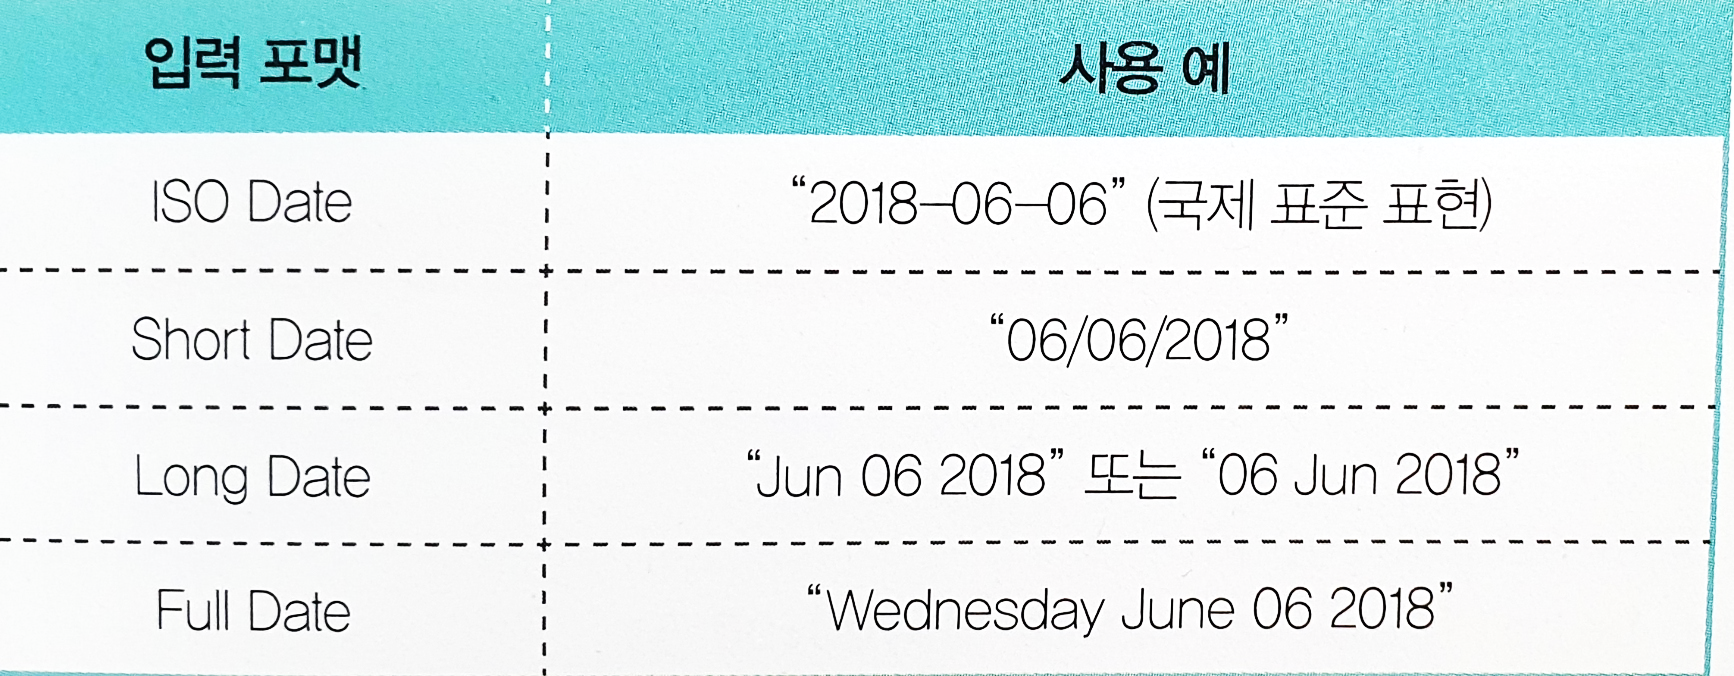 입력 포맷 사용 예
ISO Date “2018-06-06” (국제 표준 표현)
Short Date “06/06/2018”
Long Date “Jun 06 2018” 또는 “06 Jun 2018”
Full Date “Wednesday June 06 2018”